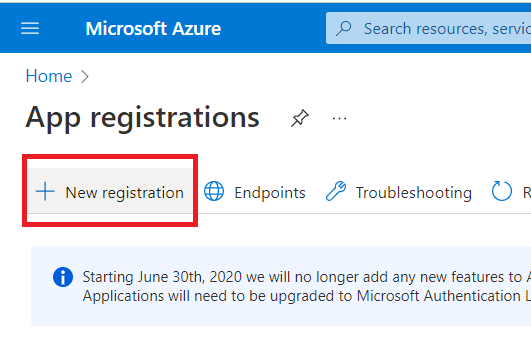 Microsoft Azure
Search resources, servic
Home
App registrations
New registration
Endpoints
Troubleshooting
R
Starting June 30th, 2020 we will no longer add any new features to A
Applications will need to be upgraded to Microsoft Authentication L